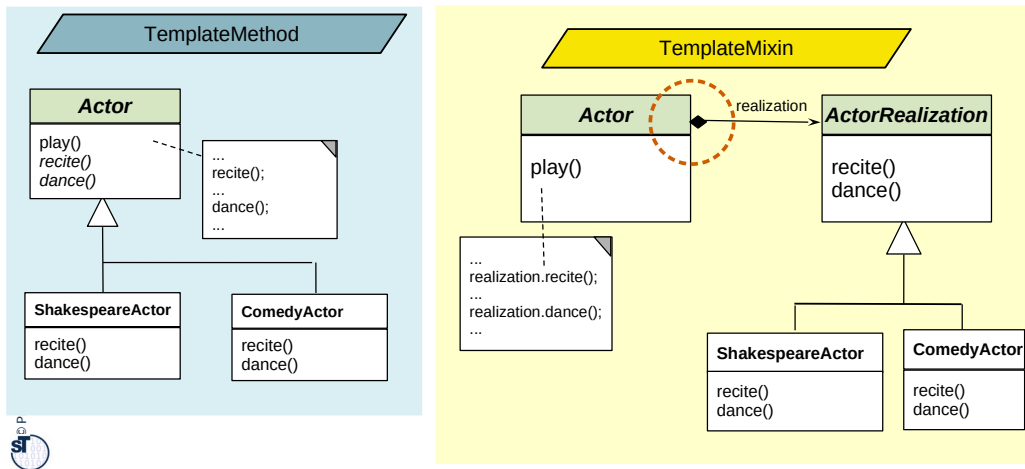 TemplateMethod
Actor
play()
recite()
dance()
...
recite();
...
dance();
...
ShakespeareActor
recite()
dance()
ComedyActor
recite()
dance()
TemplateMixin
Actor
realization
ActorRealization
play()
recite()
dance()
...
realization.recite();
...
realization.dance();
...
ShakespeareActor
recite()
dance()
ComedyActor
recite()
dance()
© P
ST